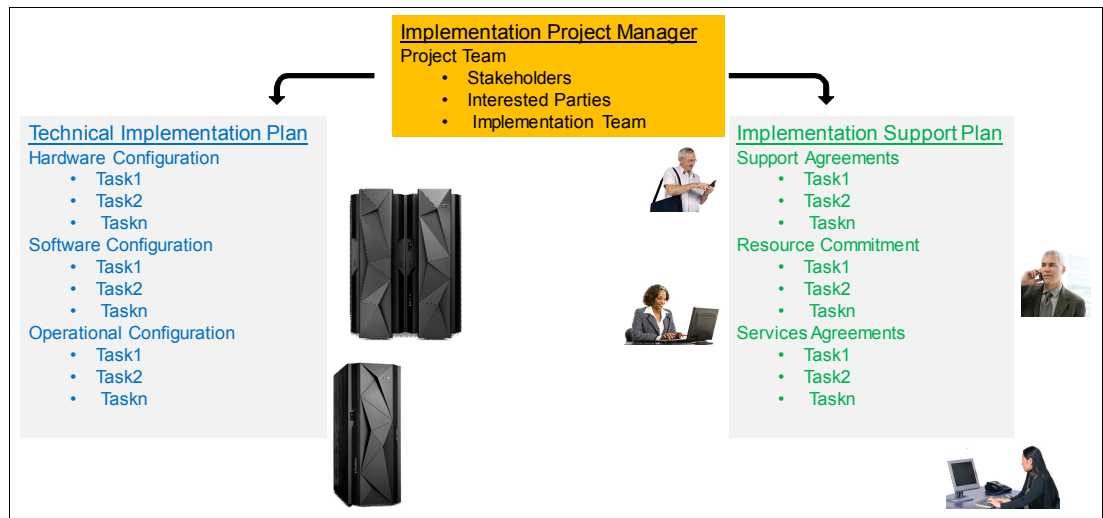 Implementation Project Manager
Project Team
• Stakeholders
• Interested Parties
• Implementation Team
Technical Implementation Plan
Hardware Configuration
• Task1
• Task2
• Taskn
Software Configuration
• Task1
• Task2
• Taskn
Operational Configuration
• Task1
• Task2
• Taskn
Implementation Support Plan
Support Agreements
• Task1
• Task2
• Taskn
Resource Commitment
• Task1
• Task2
• Taskn
Services Agreements
• Task1
• Task2
• Taskn